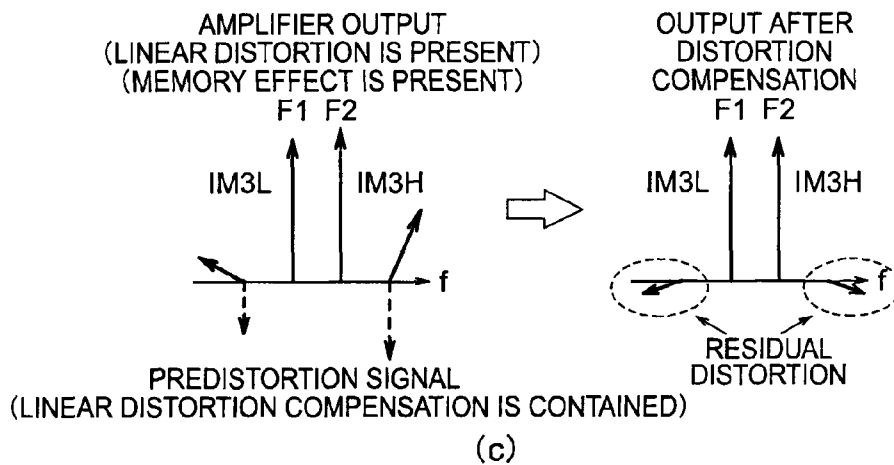 AMPLIFIER OUTPUT
(LINEAR DISTORTION IS PRESENT)
(MEMORY EFFECT IS PRESENT)
F1 F2
IM3L
IM3H
f
PREDISTORTION SIGNAL
(LINEAR DISTORTION COMPENSATION IS CONTAINED)
OUTPUT AFTER
DISTORTION
COMPENSATION
F1 F2
IM3L
IM3H
f
RESIDUAL
DISTORTION
(c)